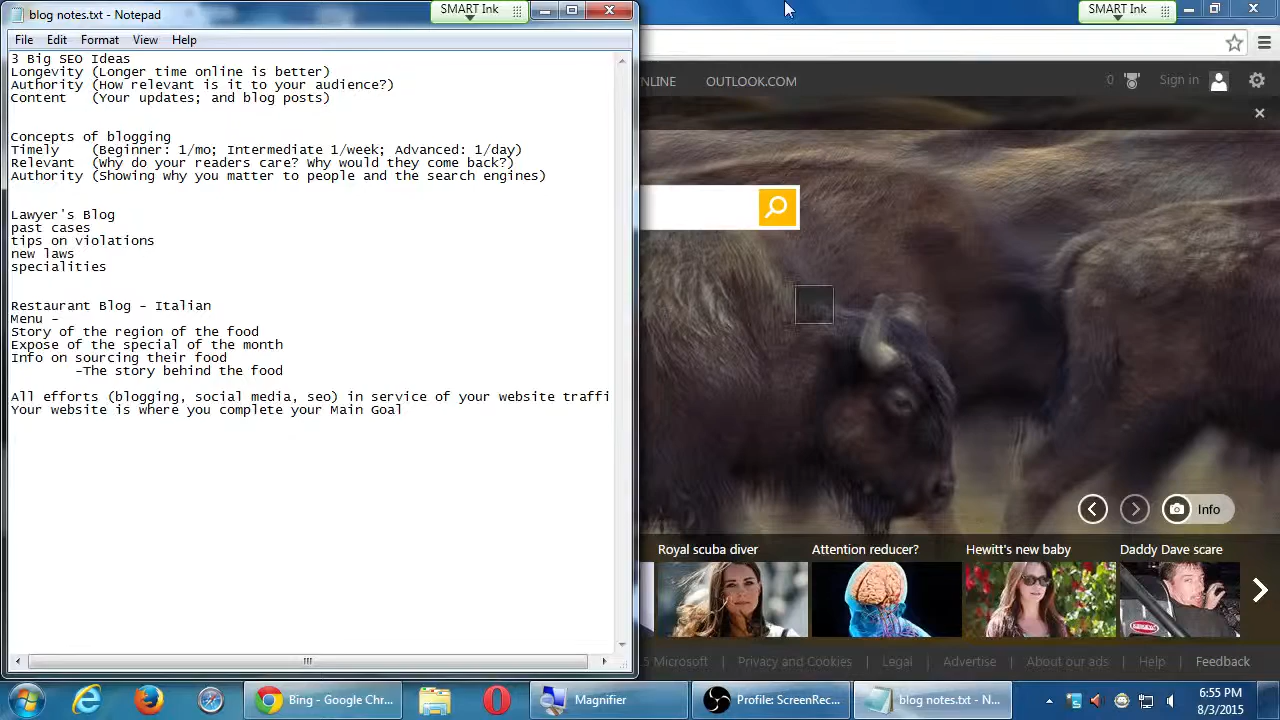 blog notes.txt - Notepad
SMART Ink
SMART Ink
File Edit Format View Help
3 Big SEO Ideas
Longevity (Longer time online is better)
Authority (How relevant is it to your audience?)
Content (Your updates; and blog posts)
Concepts of blogging
Timely (Beginner: 1/mo; Intermediate 1/week; Advanced: 1/day)
Relevant (why do your readers care? Why would they come back?)
Authority (Showing why you matter to people and the search engines)
Lawyer's Blog
past cases
tips on violations
new laws
specialities
Restaurant Blog - Italian
Menu -
Story of the region of the food
Expose of the special of the month
Info on sourcing their food
-The story behind the food
All efforts (blogging, social media, seo) in service of your website traffi
Your website is where you complete your Main Goal
NLINE OUTLOOK.COM
0 Sign in
Info
Royal scuba diver Attention reducer? Hewitt's new baby Daddy Dave scare
5 Microsoft Privacy and Cookies Legal Advertise About our ads Help Feedback
Bing - Google Chr...
Magnifier
Profile: ScreenRec...
blog notes.txt - N...
6:55 PM
8/3/2015